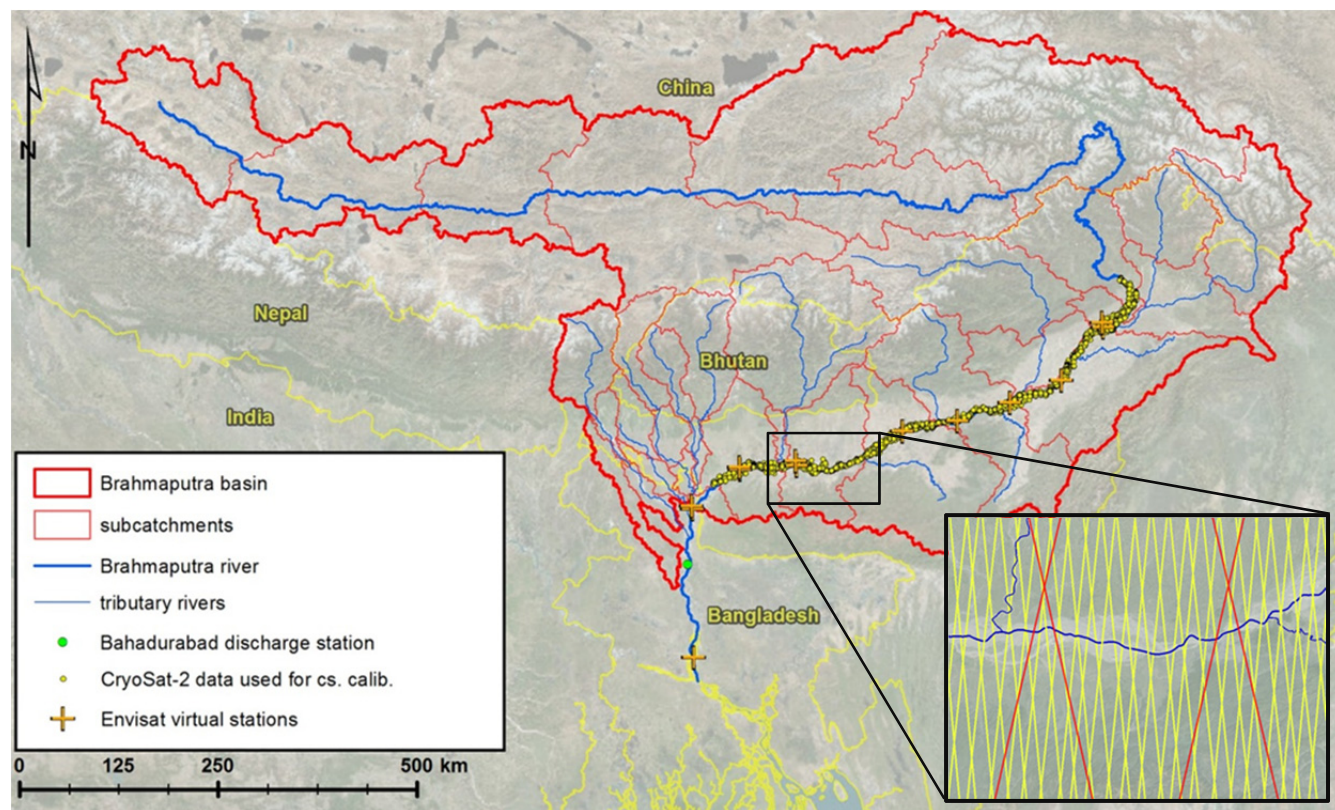 China
N
Nepal
Bhutan
India
Brahmaputra basin
subcatchments
Brahmaputra river
tributary rivers
Bahadurabad discharge station
CryoSat-2 data used for cs. calib.
Envisat virtual stations
Bangladesh
0 125 250 500 km